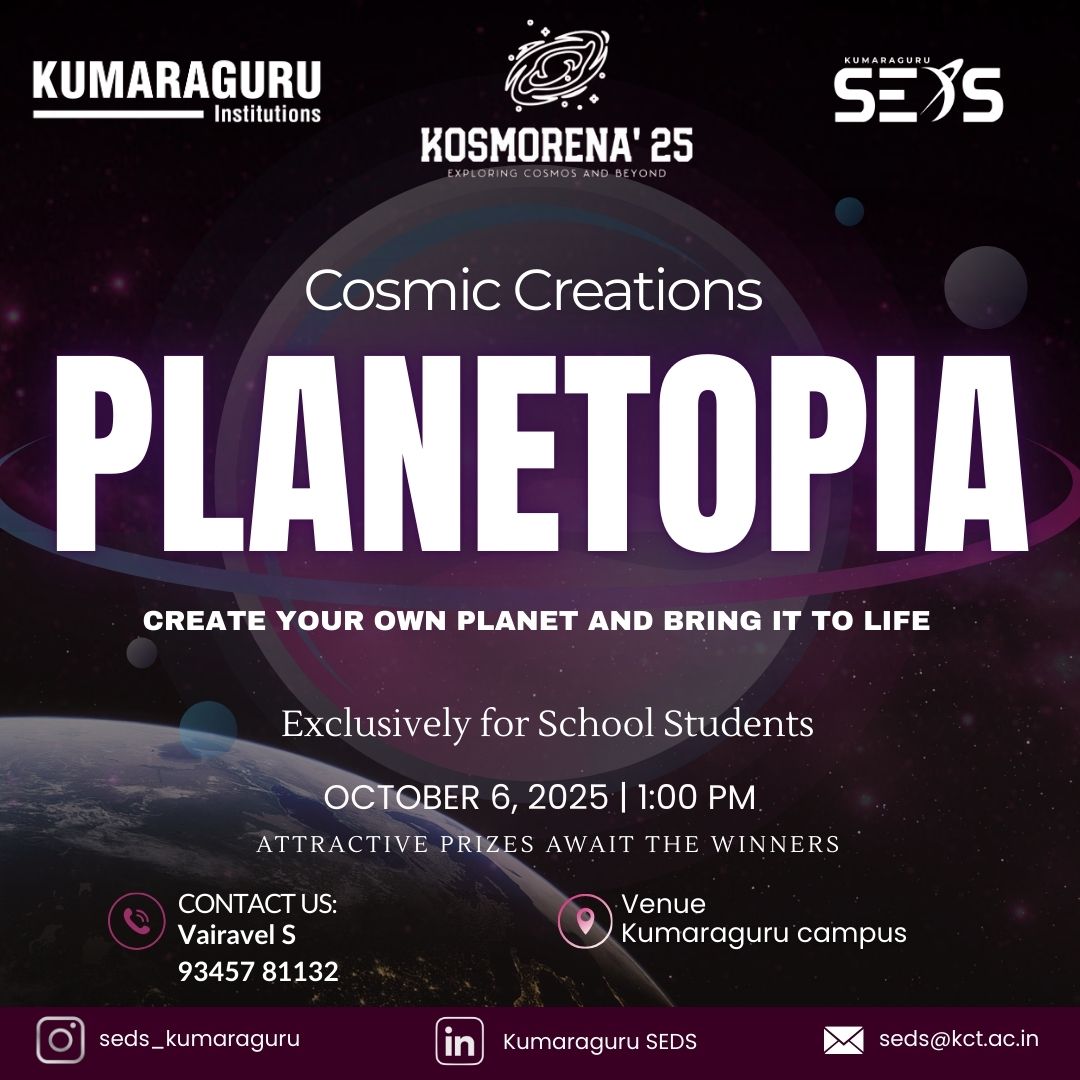 KUMARAGURU
Institutions
KOSMORENA' 25
EXPLORING COSMOS AND BEYOND
KUMARAGURU
SEDS
Cosmic Creations
PLANETOPIA
CREATE YOUR OWN PLANET AND BRING IT TO LIFE
Exclusively for School Students
OCTOBER 6, 2025 | 1:00 PM
ATTRACTIVE PRIZES AWAIT THE WINNERS
CONTACT US:
Vairavel S
93457 81132
Venue
Kumaraguru campus
seds_kumaraguru
in
Kumaraguru SEDS
seds@kct.ac.in